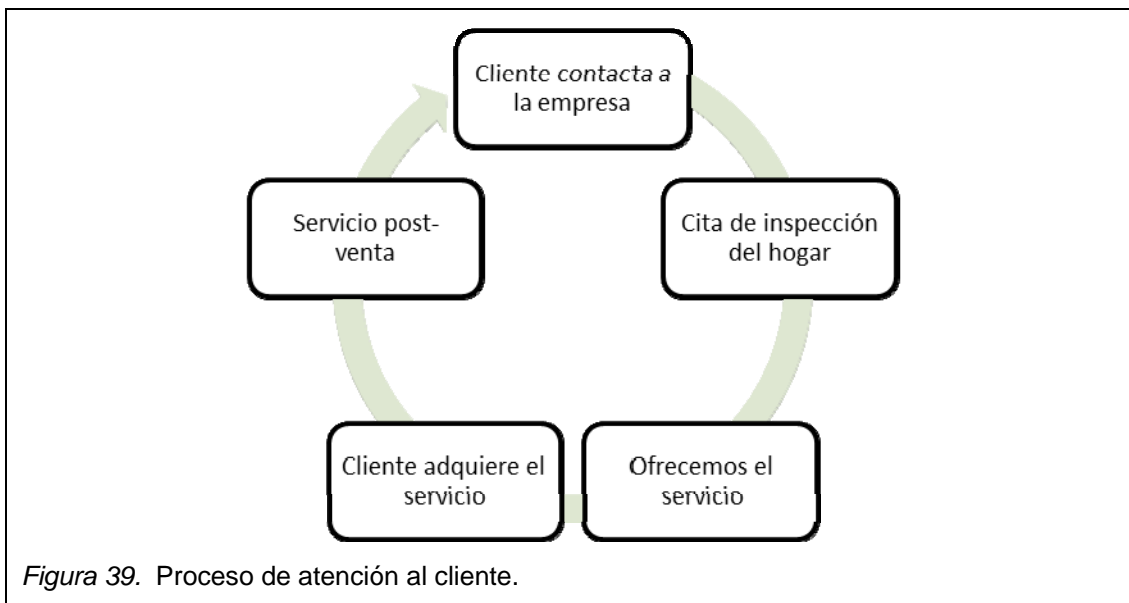 Cliente contacta a
la empresa
Cita de inspección
del hogar
Ofrecemos el
servicio
Cliente adquiere el
servicio
Servicio post-
venta
Figura 39. Proceso de atención al cliente.